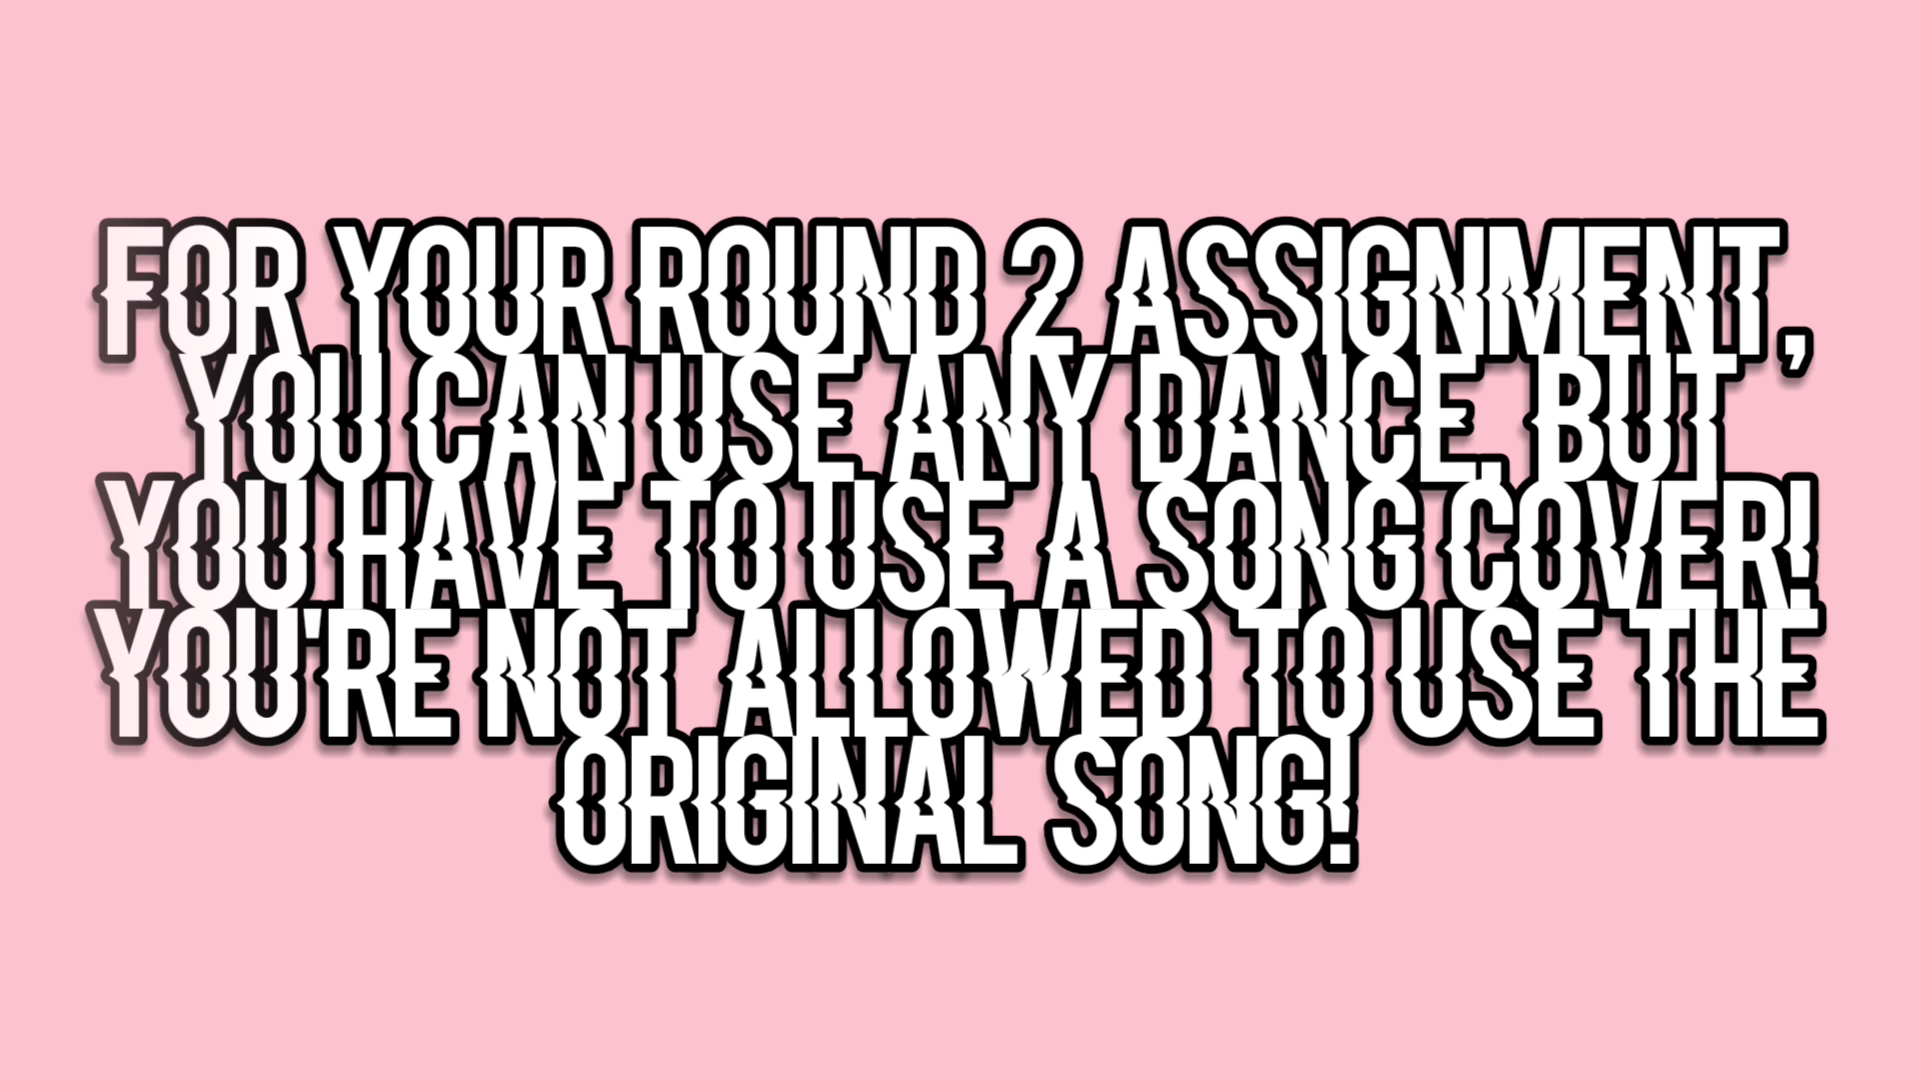 FOR YOUR ROUND 2 ASSIGNMENT,
YOU CAN USE ANY DANCE, BUT
YOU HAVE TO USE A SONG COVER!
YOU'RE NOT ALLOWED TO USE THE
ORIGINAL SONG!